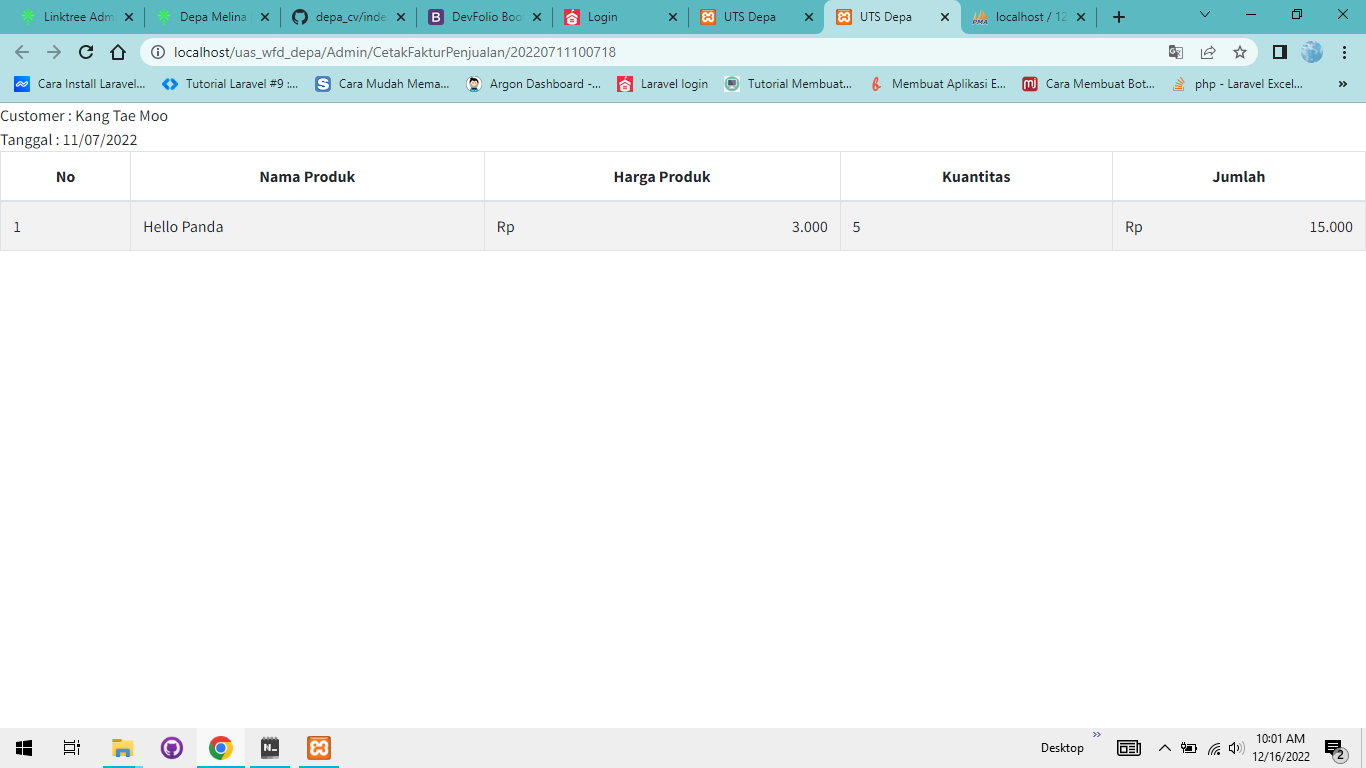 Linktree Adm
Depa Melina
depa_cv/inde
DevFolio Boo
Login
UTS Depa
UTS Depa
localhost / 12
localhost/uas_wfd_depa/Admin/CetakFakturPenjualan/20220711100718
Cara Install Laravel...
Tutorial Laravel #9 :...
Cara Mudah Mema...
Argon Dashboard -...
Laravel login
Tutorial Membuat...
Membuat Aplikasi E...
Cara Membuat Bot...
php - Laravel Excel...
Customer : Kang Tae Moo
Tanggal : 11/07/2022
No Nama Produk Harga Produk Kuantitas Jumlah
1 Hello Panda Rp 3.000 5 Rp 15.000
Desktop
10:01 AM
12/16/2022
2